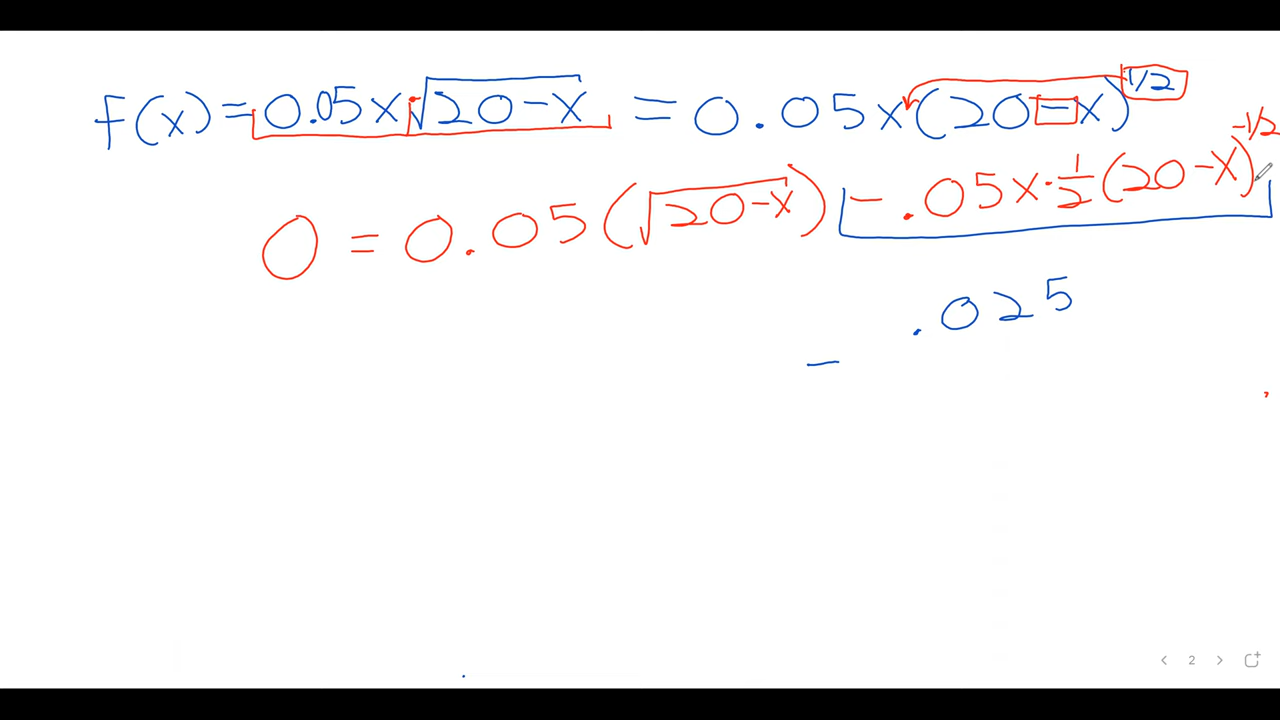 F(x) = 0.05x√20-x = 0.05x(20-x)^1/2
0 = 0.05(√20-x) - .05x · 1/2 (20-x)^-1/2
- .025
2